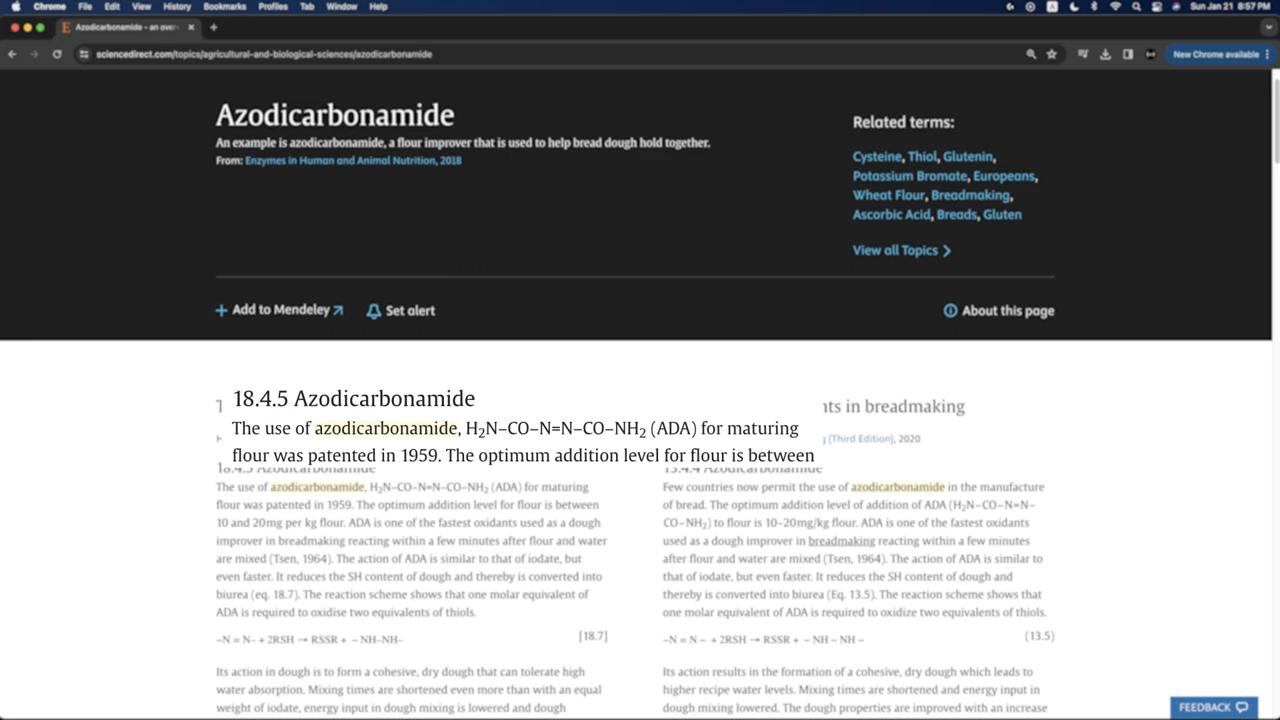 Chrome File Edit View History Bookmarks Profiles Tab Window Help
A
Sun Jan 21 8:57 PM
Azodicarbonamide – an over
sciencedirect.com/topics/agricultural-and-biological-sciences/azodicarbonamide
New Chrome available
Azodicarbonamide
An example is azodicarbonamide, a flour improver that is used to help bread dough hold together.
From: Enzymes in Human and Animal Nutrition, 2018
Related terms:
Cysteine, Thiol, Glutenin,
Potassium Bromate, Europeans,
Wheat Flour, Breadmaking,
Ascorbic Acid, Breads, Gluten
View all Topics
Add to Mendeley
Set alert
About this page
18.4.5 Azodicarbonamide
The use of azodicarbonamide, H₂N–CO–N=N–CO–NH₂ (ADA) for maturing
flour was patented in 1959. The optimum addition level for flour is between
18.4.5 Azodicarbonamide
The use of azodicarbonamide, H₂N–CO–N=N–CO–NH₂ (ADA) for maturing
flour was patented in 1959. The optimum addition level for flour is between
10 and 20mg per kg flour. ADA is one of the fastest oxidants used as a dough
improver in breadmaking reacting within a few minutes after flour and water
are mixed (Tsen, 1964). The action of ADA is similar to that of iodate, but
even faster. It reduces the SH content of dough and thereby is converted into
biurea (eq. 18.7). The reaction scheme shows that one molar equivalent of
ADA is required to oxidise two equivalents of thiols.
–N = N– + 2RSH → RSSR + – NH–NH– [18.7]
Its action in dough is to form a cohesive, dry dough that can tolerate high
water absorption. Mixing times are shortened even more than with an equal
weight of iodate, energy input in dough mixing is lowered and dough
nts in breadmaking
(Third Edition), 2020
13.4.4 Azodicarbonamide
Few countries now permit the use of azodicarbonamide in the manufacture
of bread. The optimum addition level of addition of ADA (H₂N–CO–N=N–
CO–NH₂) to flour is 10–20mg/kg flour. ADA is one of the fastest oxidants
used as a dough improver in breadmaking reacting within a few minutes
after flour and water are mixed (Tsen, 1964). The action of ADA is similar to
that of iodate, but even faster. It reduces the SH content of dough and
thereby is converted into biurea (Eq. 13.5). The reaction scheme shows that
one molar equivalent of ADA is required to oxidize two equivalents of thiols.
–N = N – + 2RSH → RSSR + – NH – NH – (13.5)
Its action results in the formation of a cohesive, dry dough which leads to
higher recipe water levels. Mixing times are shortened and energy input in
dough mixing lowered. The dough properties are improved with an increase
FEEDBACK